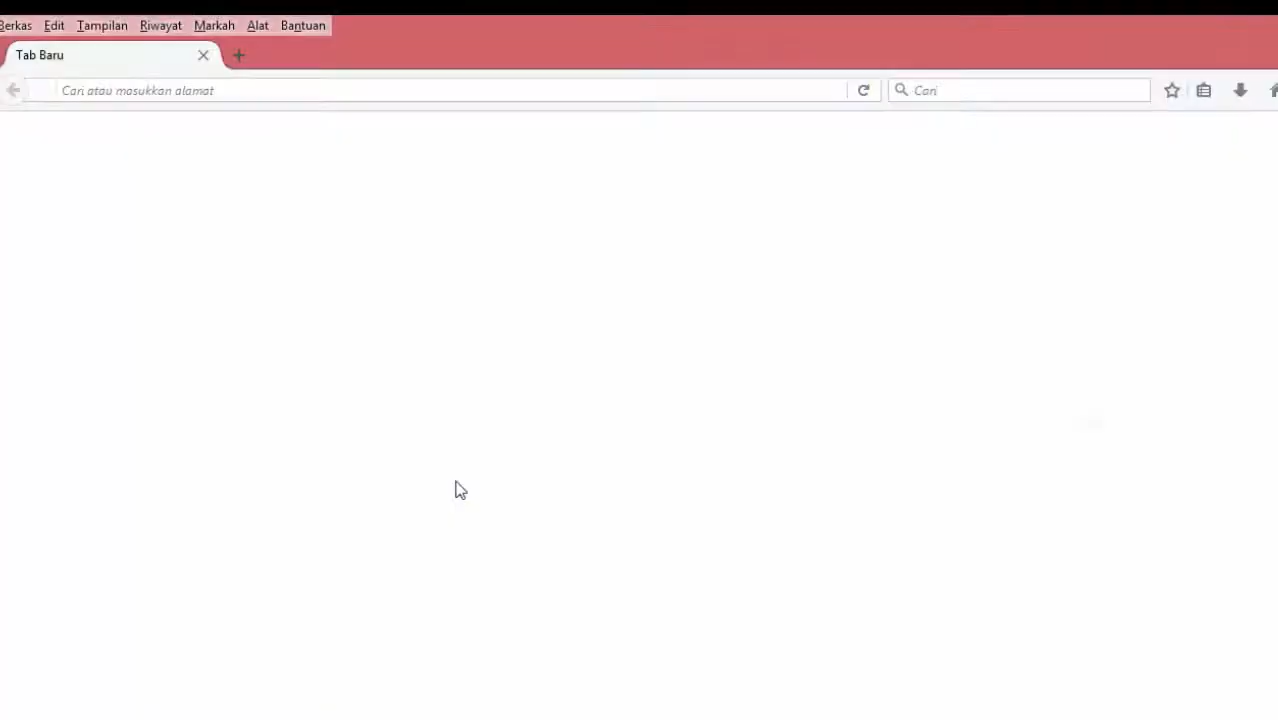 Berkas Edit Tampilan Riwayat Markah Alat Bantuan
Tab Baru
Cari atau masukkan alamat
Cari